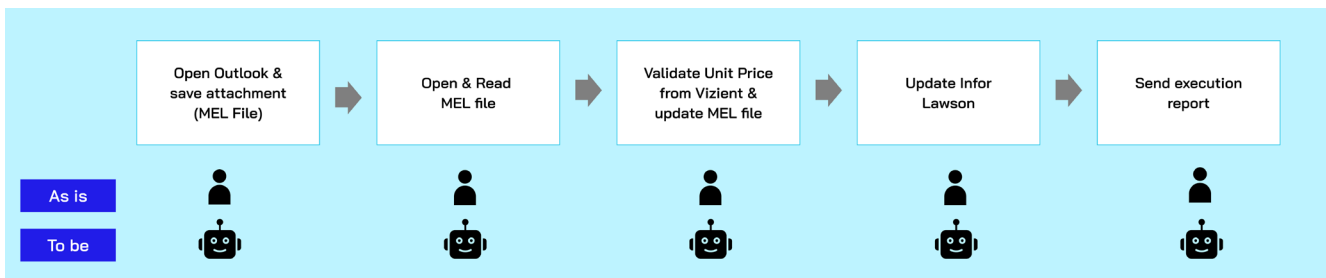 Open Outlook &
save attachment
(MEL File)
Open & Read
MEL file
Validate Unit Price
from Vizient &
update MEL file
Update Infor
Lawson
Send execution
report
As is
To be